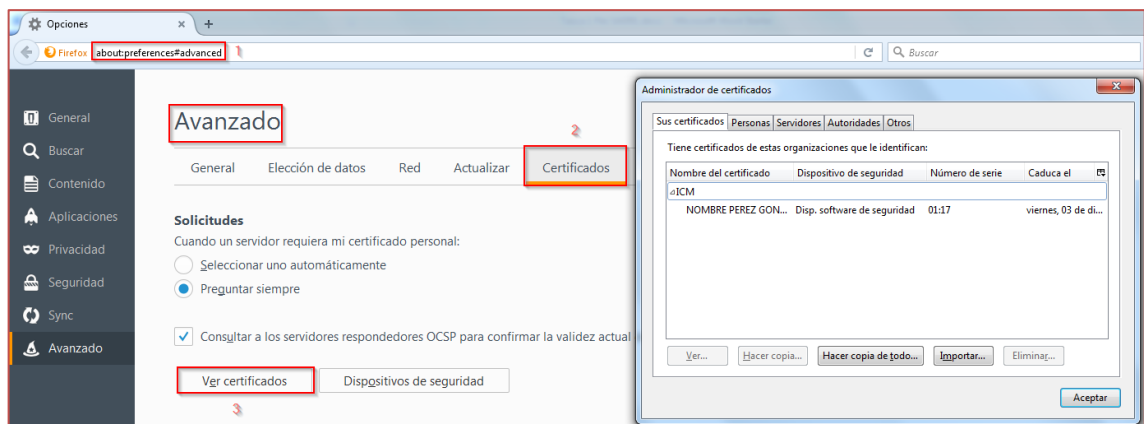 Opciones × +
Firefox about:preferences#advanced 1 Buscar
General
Buscar
Contenido
Aplicaciones
Privacidad
Seguridad
Sync
Avanzado
Avanzado
2
General Elección de datos Red Actualizar Certificados
Solicitudes
Cuando un servidor requiera mi certificado personal:
Seleccionar uno automáticamente
Preguntar siempre
Consultar a los servidores respondedores OCSP para confirmar la validez actual
Ver certificados Dispositivos de seguridad
3
Administrador de certificados
Sus certificados Personas Servidores Autoridades Otros
Tiene certificados de estas organizaciones que le identifican:
Nombre del certificado Dispositivo de seguridad Número de serie Caduca el
ICM
NOMBRE PEREZ GON... Disp. software de seguridad 01:17 viernes, 03 de di...
Ver... Hacer copia... Hacer copia de todo... Importar... Eliminar...
Aceptar